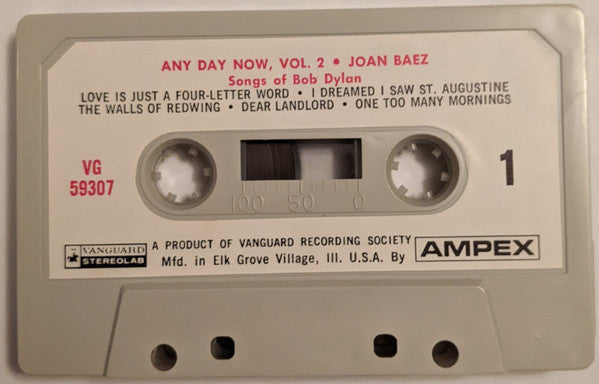 ANY DAY NOW, VOL. 2 • JOAN BAEZ
Songs of Bob Dylan
LOVE IS JUST A FOUR-LETTER WORD • I DREAMED I SAW ST. AUGUSTINE
THE WALLS OF REDWING • DEAR LANDLORD • ONE TOO MANY MORNINGS
VG
59307
1
100 50 0
VANGUARD
STEREOLAB
A PRODUCT OF VANGUARD RECORDING SOCIETY
Mfd. in Elk Grove Village, Ill. U.S.A. By
AMPEX